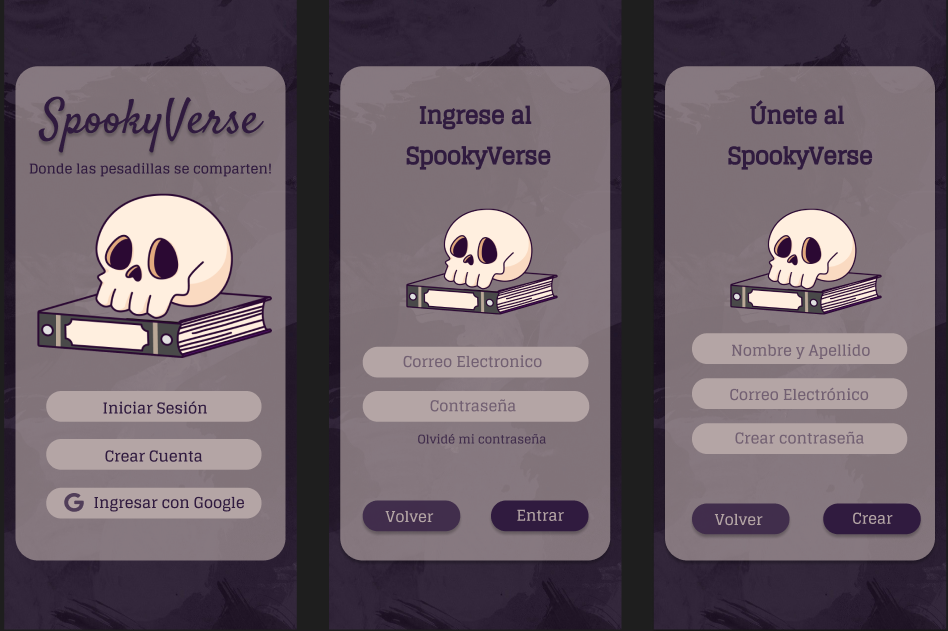 SpookyVerse
Donde las pesadillas se comparten!
Iniciar Sesión
Crear Cuenta
Ingresar con Google
Ingrese al
SpookyVerse
Correo Electronico
Contraseña
Olvidé mi contraseña
Volver
Entrar
Únete al
SpookyVerse
Nombre y Apellido
Correo Electrónico
Crear contraseña
Volver
Crear